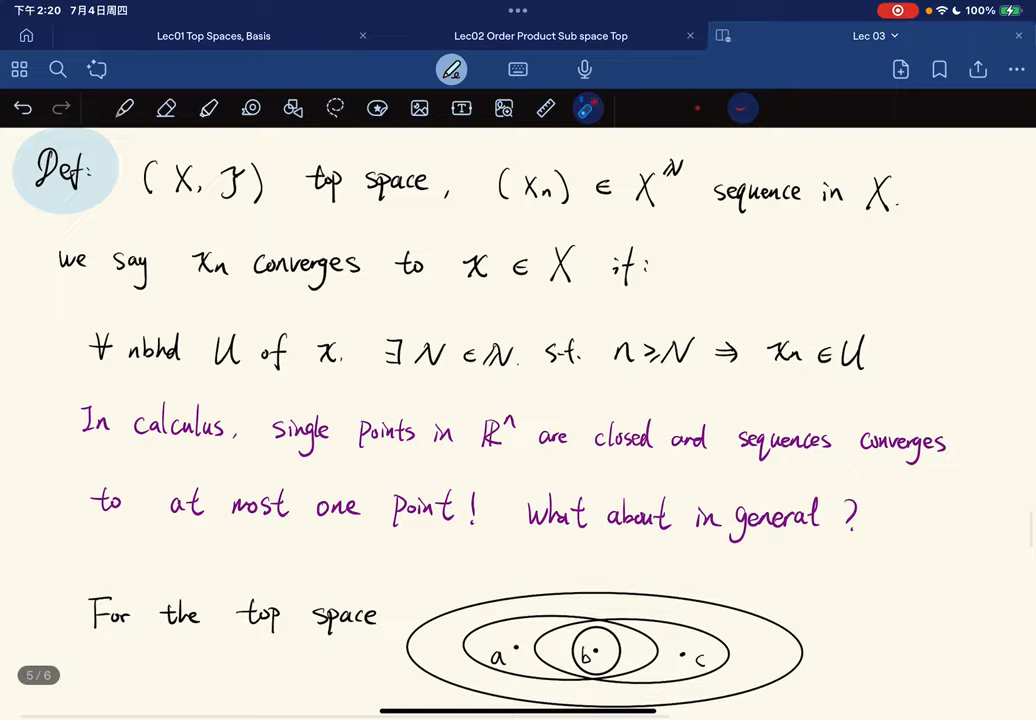 下午2:20 7月4日周四
100%
Lec01 Top Spaces, Basis
Lec02 Order Product Sub space Top
Lec 03
Def: (X, 𝒯) top space, (xn) ∈ X^ℕ sequence in X.
we say xn converges to x ∈ X if:
∀ nbhd U of x. ∃ N ∈ ℕ. s.t. n ≥ N ⇒ xn ∈ U
In calculus, single points in ℝ^n are closed and sequences converges
to at most one point! What about in general ?
For the top space
a b c
5 / 6